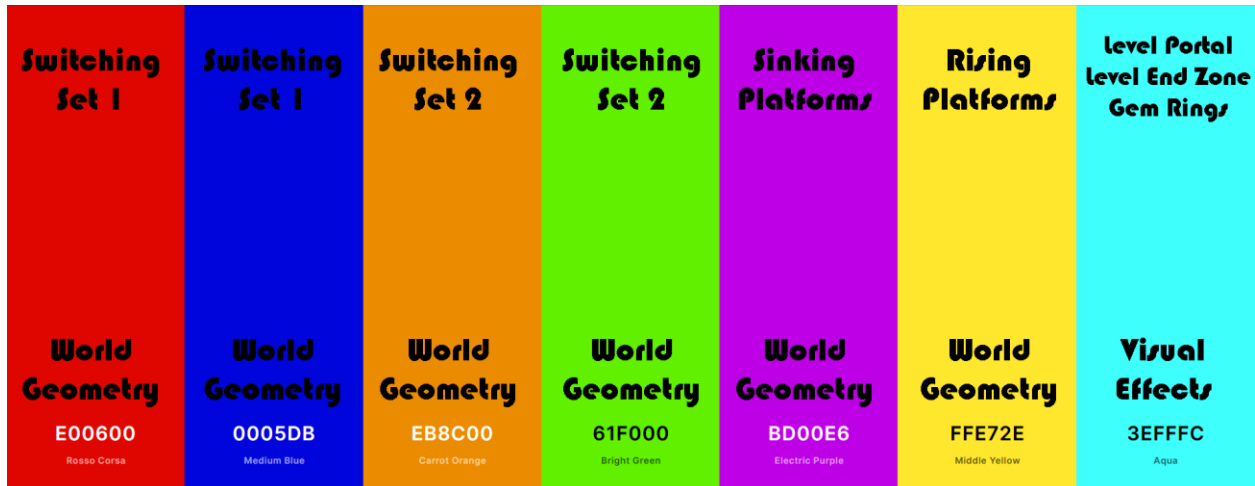 Switching
Set 1
World
Geometry
E00600
Rosso Corsa
Switching
Set 1
World
Geometry
0005DB
Medium Blue
Switching
Set 2
World
Geometry
EB8C00
Carrot Orange
Switching
Set 2
World
Geometry
61F000
Bright Green
Sinking
Platforms
World
Geometry
BD00E6
Electric Purple
Rising
Platforms
World
Geometry
FFE72E
Middle Yellow
Level Portal
Level End Zone
Gem Rings
Visual
Effects
3EFFFC
Aqua